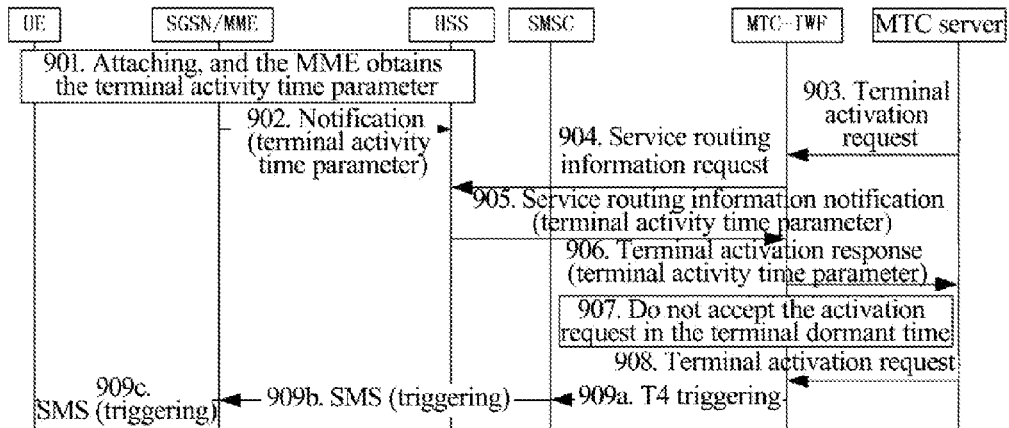 UE SGSN/MME HSS SMSC MTC-IWF MTC server
901. Attaching, and the MME obtains
the terminal activity time parameter
902. Notification
(terminal activity
time parameter)
903. Terminal
activation
request
904. Service routing
information request
905. Service routing information notification
(terminal activity time parameter)
906. Terminal activation response
(terminal activity time parameter)
907. Do not accept the activation
request in the terminal dormant time
908. Terminal activation request
909a. T4 triggering
909b. SMS (triggering)
909c.
SMS (triggering)